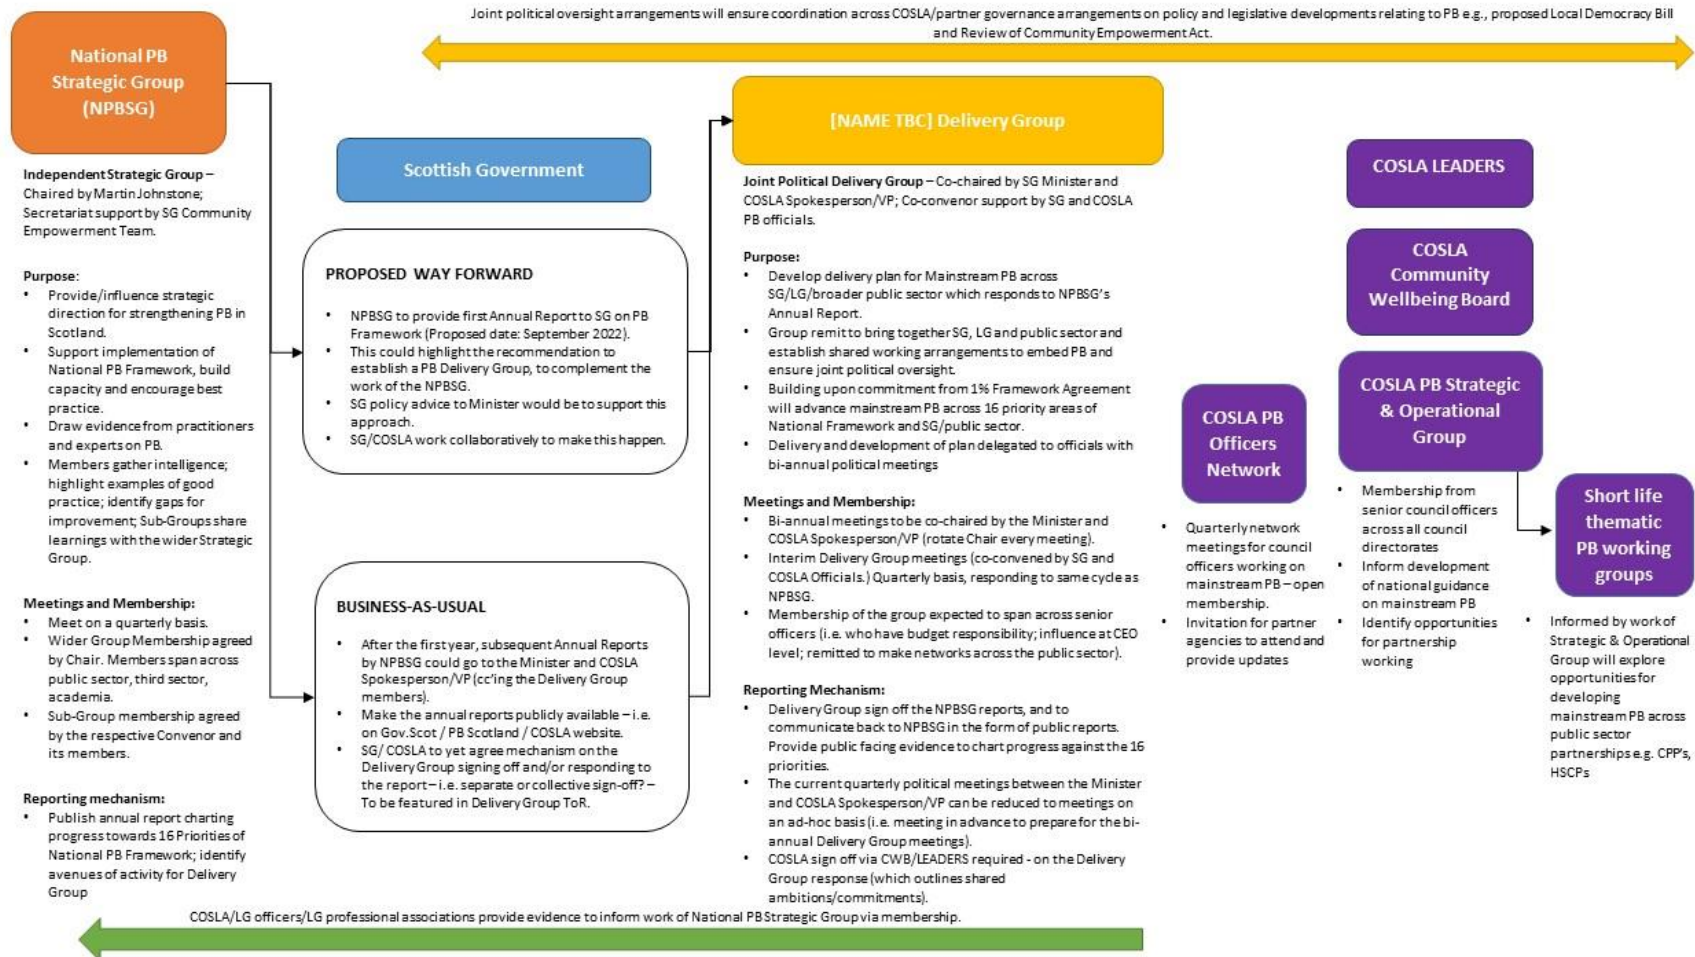 Joint political oversight arrangements will ensure coordination across COSLA/partner governance arrangements on policy and legislative developments relating to PB e.g., proposed Local Democracy Bill
and Review of Community Empowerment Act.
National PB
Strategic Group
(NPBSG)
Independent Strategic Group –
Chaired by Martin Johnstone;
Secretariat support by SG Community
Empowerment Team.
Purpose:
• Provide/influence strategic
direction for strengthening PB in
Scotland.
• Support implementation of
National PB Framework, build
capacity and encourage best
practice.
• Draw evidence from practitioners
and experts on PB.
• Members gather intelligence;
highlight examples of good
practice; identify gaps for
improvement; Sub-Groups share
learnings with the wider Strategic
Group.
Meetings and Membership:
• Meet on a quarterly basis.
• Wider Group Membership agreed
by Chair. Members span across
public sector, third sector,
academia.
• Sub-Group membership agreed
by the respective Convenor and
its members.
Reporting mechanism:
• Publish annual report charting
progress towards 16 Priorities of
National PB Framework; identify
avenues of activity for Delivery
Group
Scottish Government
PROPOSED WAY FORWARD
• NPBSG to provide first Annual Report to SG on PB
Framework (Proposed date: September 2022).
• This could highlight the recommendation to
establish a PB Delivery Group, to complement the
work of the NPBSG.
• SG policy advice to Minister would be to support this
approach.
• SG/COSLA work collaboratively to make this happen.
BUSINESS-AS-USUAL
• After the first year, subsequent Annual Reports
by NPBSG could go to the Minister and COSLA
Spokesperson/VP (cc'ing the Delivery Group
members).
• Make the annual reports publicly available – i.e.
on Gov.Scot / PB Scotland / COSLA website.
• SG/ COSLA to yet agree mechanism on the
Delivery Group signing off and/or responding to
the report – i.e. separate or collective sign-off? –
To be featured in Delivery Group ToR.
[NAME TBC] Delivery Group
Joint Political Delivery Group – Co-chaired by SG Minister and
COSLA Spokesperson/VP; Co-convenor support by SG and COSLA
PB officials.
Purpose:
• Develop delivery plan for Mainstream PB across
SG/LG/broader public sector which responds to NPBSG's
Annual Report.
• Group remit to bring together SG, LG and public sector and
establish shared working arrangements to embed PB and
ensure joint political oversight.
• Building upon commitment from 1% Framework Agreement
will advance mainstream PB across 16 priority areas of
National Framework and SG/public sector.
• Delivery and development of plan delegated to officials with
bi-annual political meetings
Meetings and Membership:
• Bi-annual meetings to be co-chaired by the Minister and
COSLA Spokesperson/VP (rotate Chair every meeting).
• Interim Delivery Group meetings (co-convened by SG and
COSLA Officials.) Quarterly basis, responding to same cycle as
NPBSG.
• Membership of the group expected to span across senior
officers (i.e. who have budget responsibility; influence at CEO
level; remitted to make networks across the public sector).
Reporting Mechanism:
• Delivery Group sign off the NPBSG reports, and to
communicate back to NPBSG in the form of public reports.
Provide public facing evidence to chart progress against the 16
priorities.
• The current quarterly political meetings between the Minister
and COSLA Spokesperson/VP can be reduced to meetings on
an ad-hoc basis (i.e. meeting in advance to prepare for the bi-
annual Delivery Group meetings).
• COSLA sign off via CWB/LEADERS required - on the Delivery
Group response (which outlines shared
ambitions/commitments).
COSLA PB
Officers
Network
• Quarterly network
meetings for council
officers working on
mainstream PB – open
membership.
• Invitation for partner
agencies to attend and
provide updates
COSLA LEADERS
COSLA
Community
Wellbeing Board
COSLA PB Strategic
& Operational
Group
• Membership from
senior council officers
across all council
directorates
• Inform development
of national guidance
on mainstream PB
• Identify opportunities
for partnership
working
Short life
thematic
PB working
groups
• Informed by work of
Strategic & Operational
Group will explore
opportunities for
developing
mainstream PB across
public sector
partnerships e.g. CPP's,
HSCPs
COSLA/LG officers/LG professional associations provide evidence to inform work of National PB Strategic Group via membership.